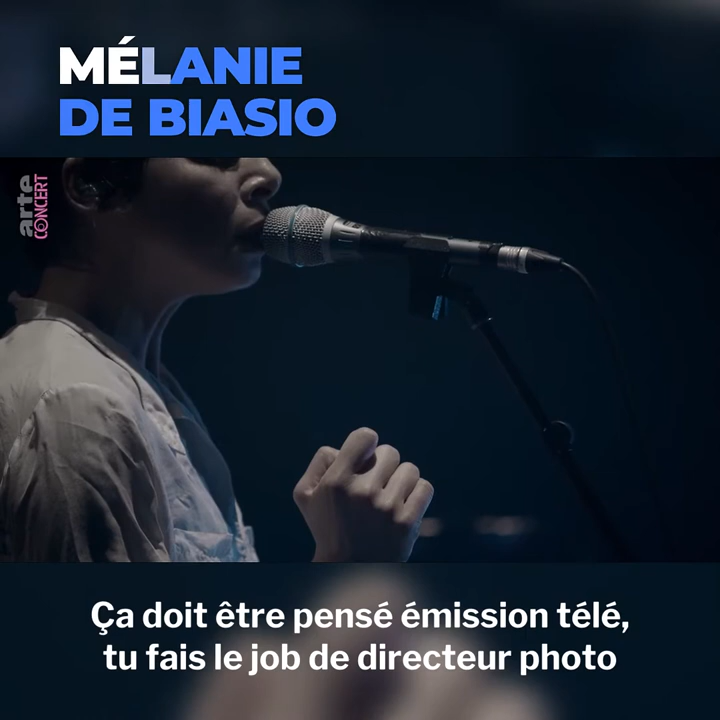 MÉLANIE
DE BIASIO
arte
CONCERT
Ça doit être pensé émission télé,
tu fais le job de directeur photo